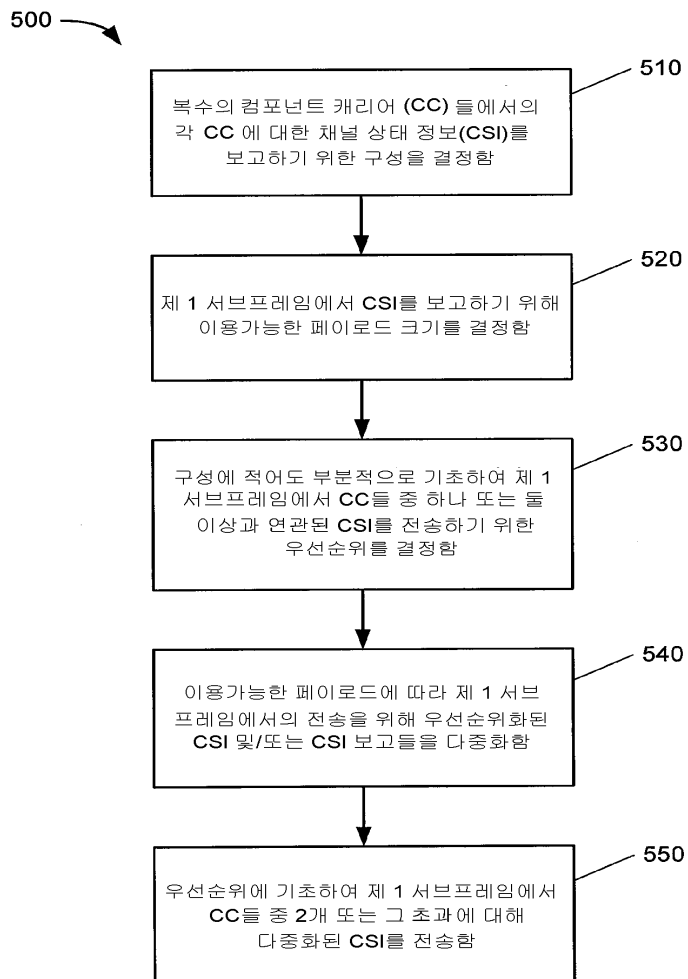 500
510
복수의 컴포넌트 캐리어 (CC) 들에서의
각 CC 에 대한 채널 상태 정보(CSI)를
보고하기 위한 구성을 결정함
520
제 1 서브프레임에서 CSI를 보고하기 위해
이용가능한 페이로드 크기를 결정함
530
구성에 적어도 부분적으로 기초하여 제 1
서브프레임에서 CC들 중 하나 또는 둘
이상과 연관된 CSI를 전송하기 위한
우선순위를 결정함
540
이용가능한 페이로드에 따라 제 1 서브
프레임에서의 전송을 위해 우선순위화된
CSI 및/또는 CSI 보고들을 다중화함
550
우선순위에 기초하여 제 1 서브프레임에서
CC들 중 2개 또는 그 초과에 대해
다중화된 CSI를 전송함